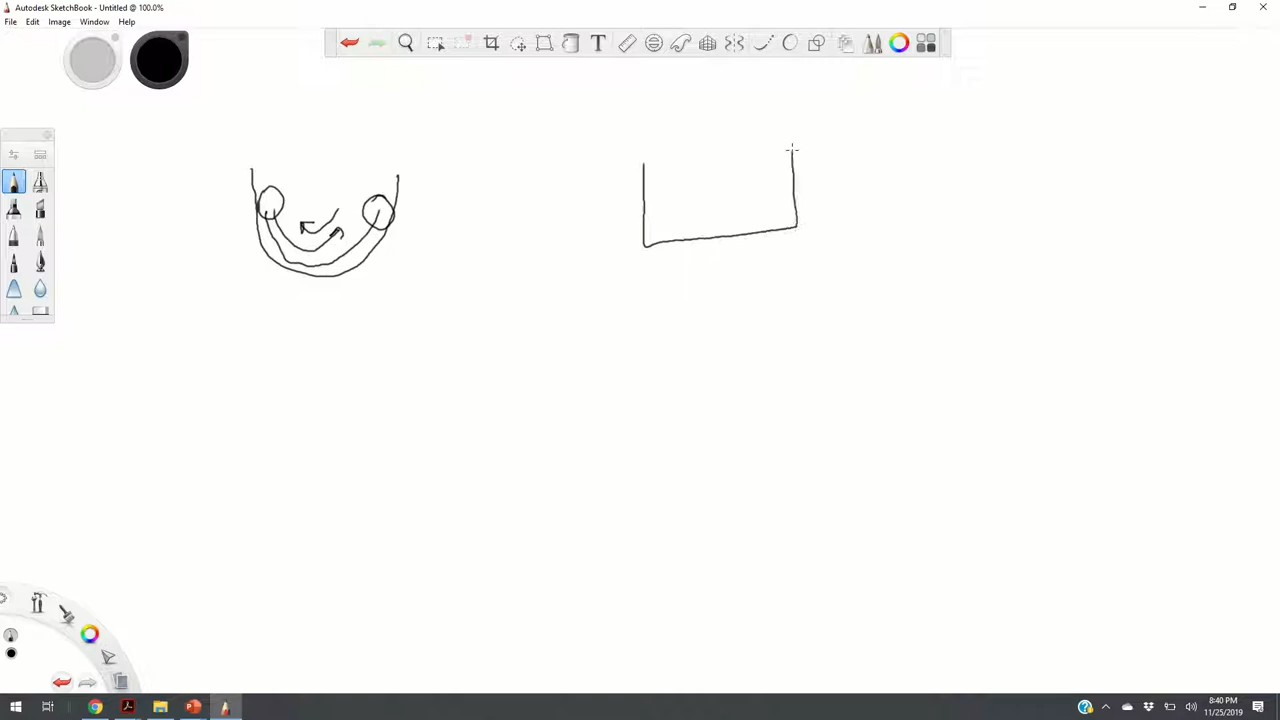 Autodesk SketchBook - Untitled @ 100.0%
File Edit Image Window Help
T
8:40 PM
11/25/2019